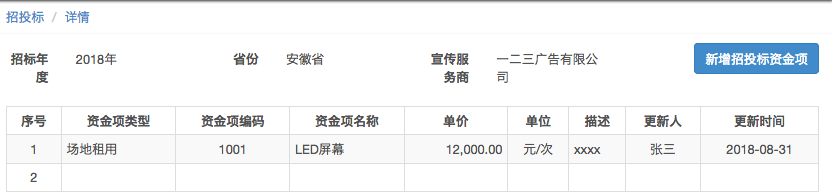 招投标 / 详情
招标年度 2018年 省份 安徽省 宣传服务商 一二三广告有限公司 新增招投标资金项
序号 资金项类型 资金项编码 资金项名称 单价 单位 描述 更新人 更新时间
1 场地租用 1001 LED屏幕 12,000.00 元/次 xxxx 张三 2018-08-31
2